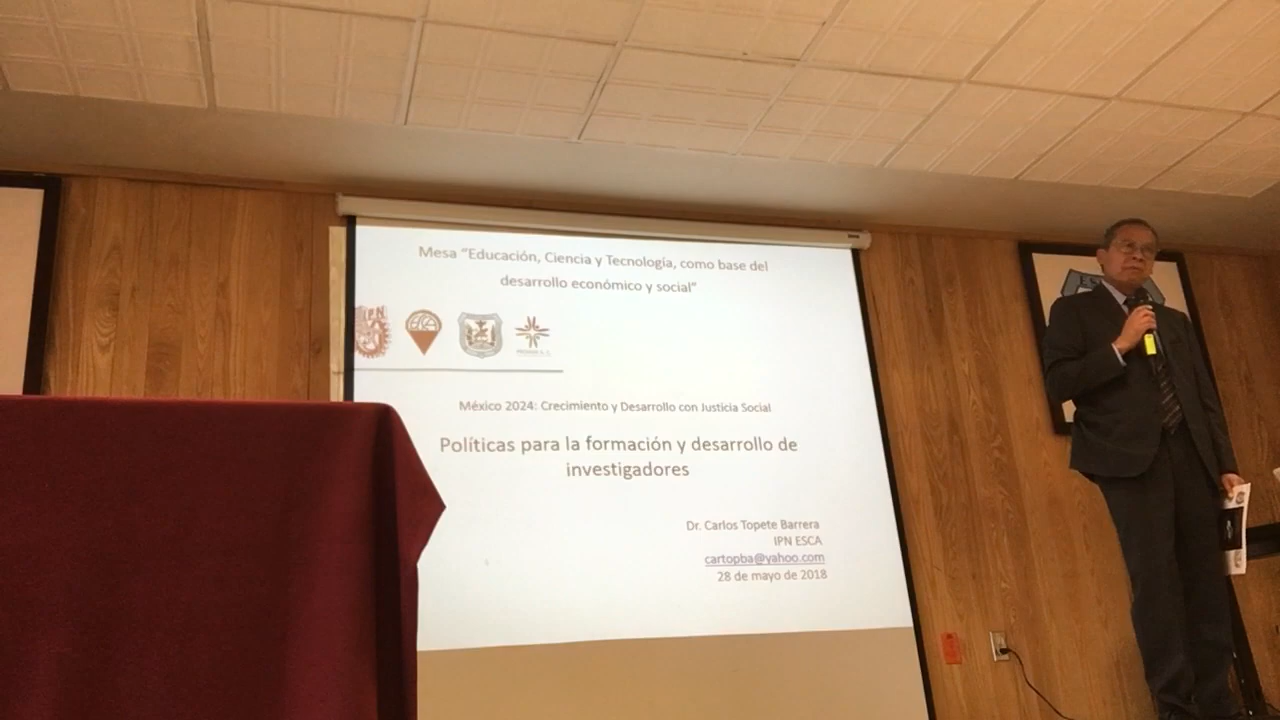 Mesa “Educación, Ciencia y Tecnología, como base del
desarrollo económico y social”
IPN
México 2024: Crecimiento y Desarrollo con Justicia Social
Políticas para la formación y desarrollo de
investigadores
Dr. Carlos Topete Barrera
IPN ESCA
cartopba@yahoo.com
28 de mayo de 2018